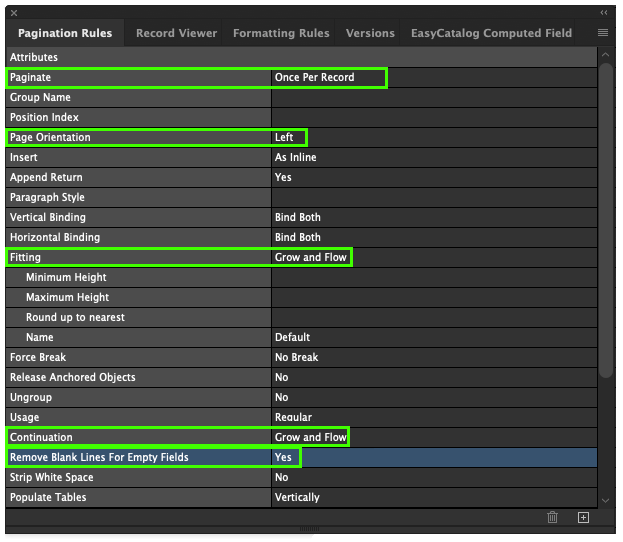 Pagination Rules Record Viewer Formatting Rules Versions EasyCatalog Computed Field
Attributes
Paginate Once Per Record
Group Name
Position Index
Page Orientation Left
Insert As Inline
Append Return Yes
Paragraph Style
Vertical Binding Bind Both
Horizontal Binding Bind Both
Fitting Grow and Flow
Minimum Height
Maximum Height
Round up to nearest
Name Default
Force Break No Break
Release Anchored Objects No
Ungroup No
Usage Regular
Continuation Grow and Flow
Remove Blank Lines For Empty Fields Yes
Strip White Space No
Populate Tables Vertically